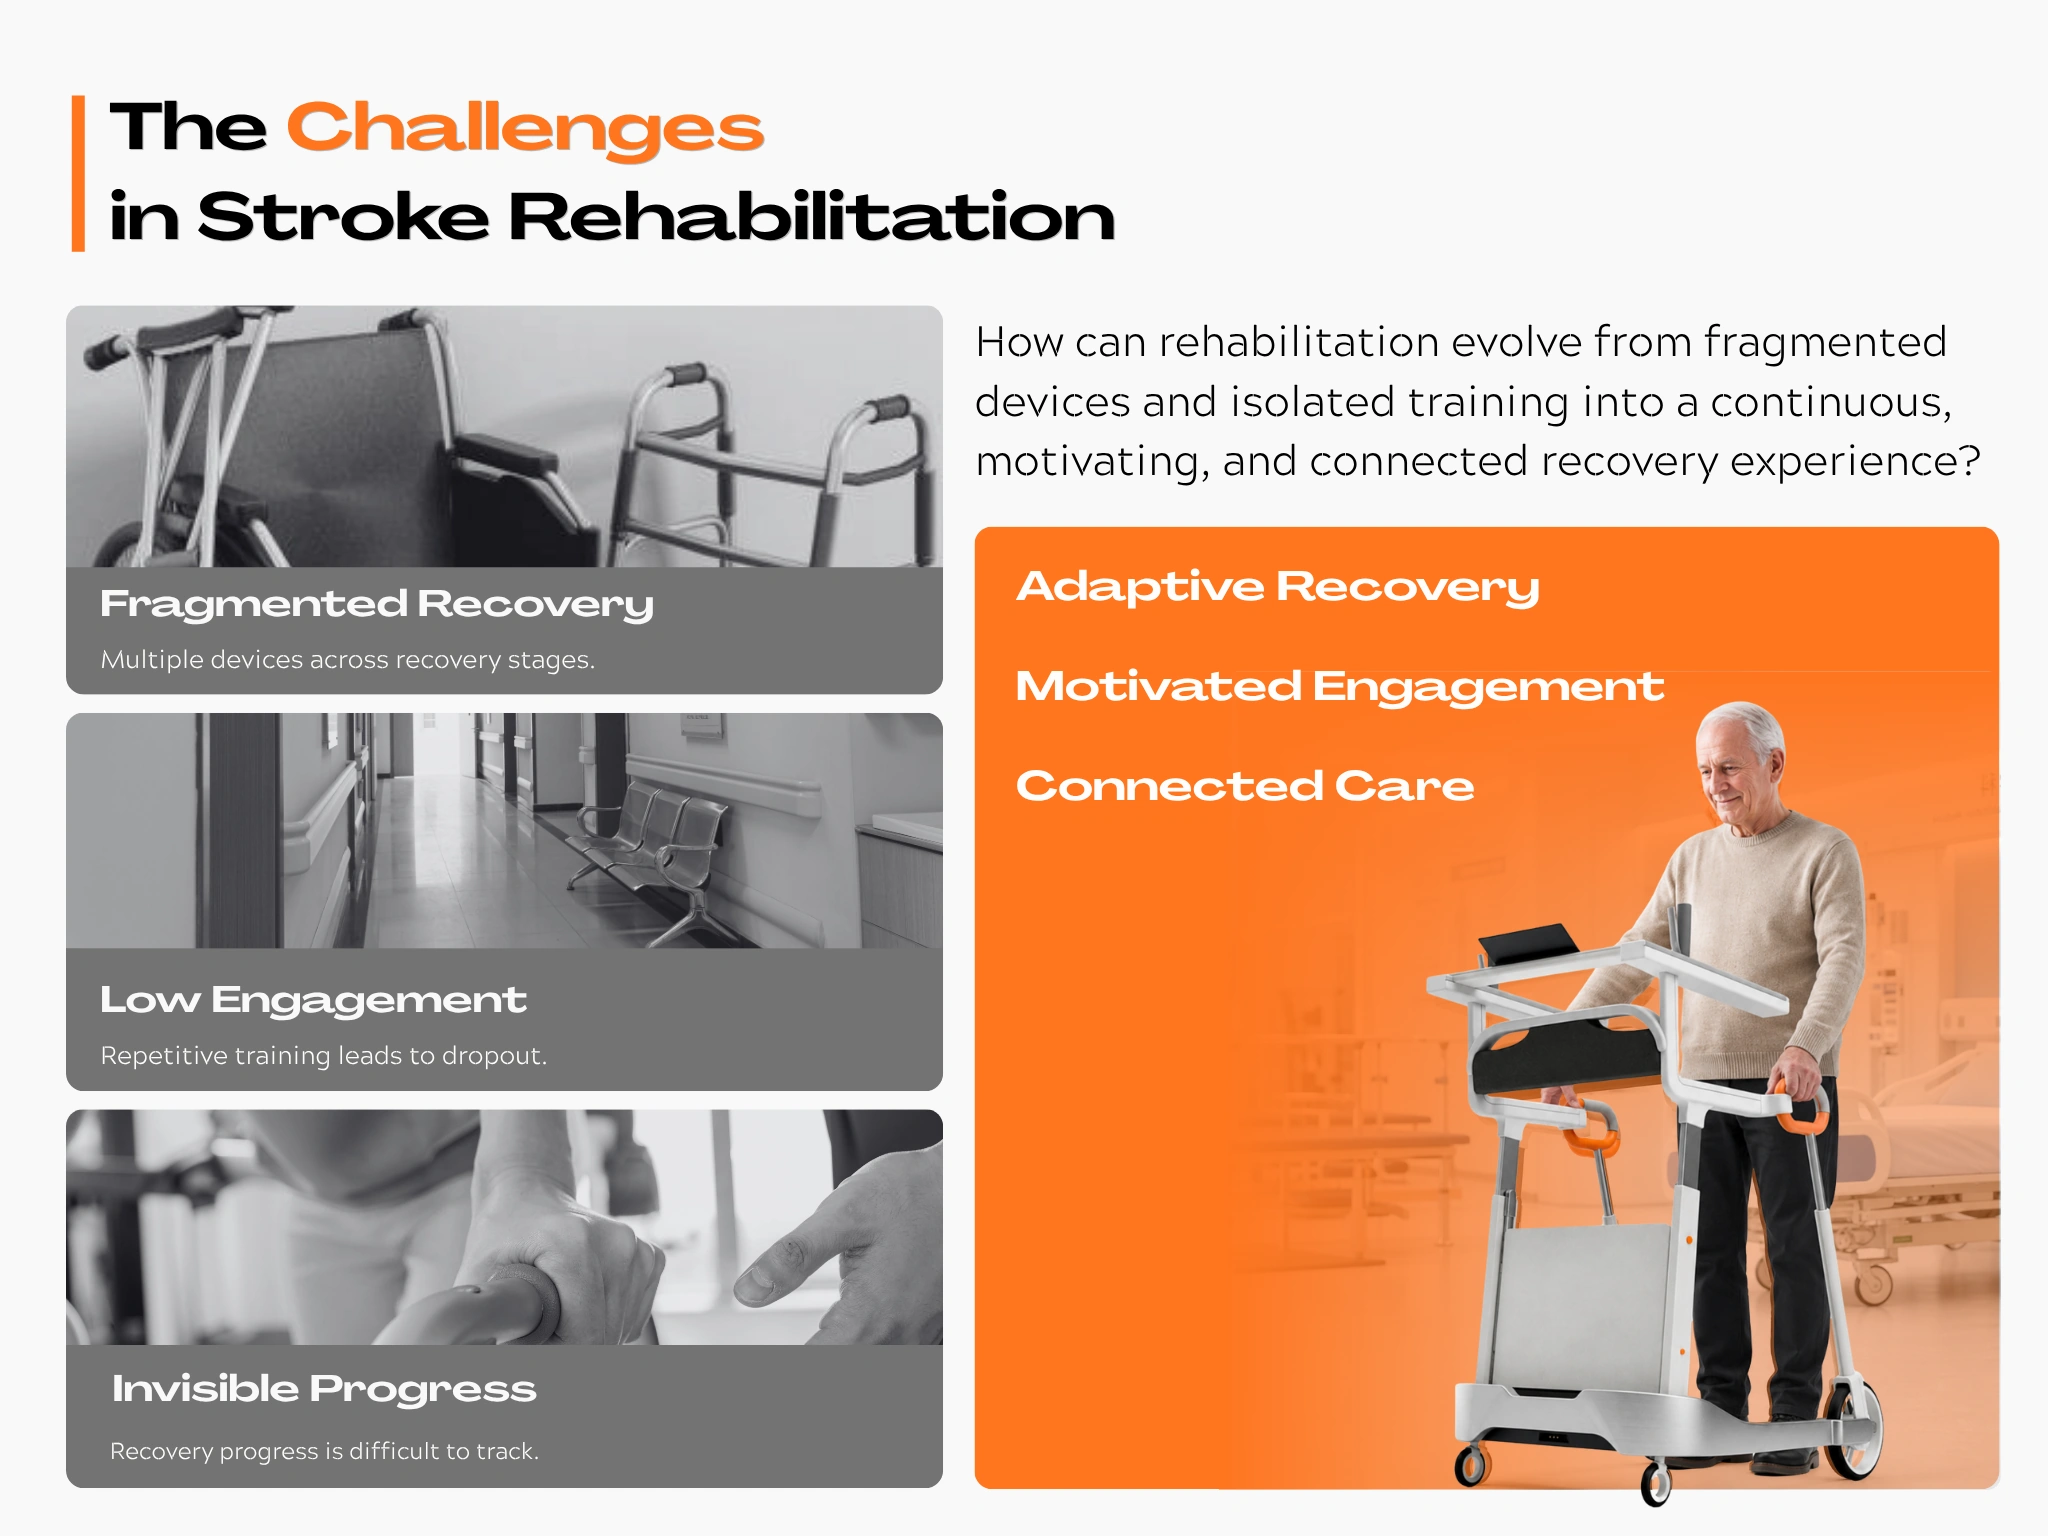 The Challenges
in Stroke Rehabilitation
Fragmented Recovery
Multiple devices across recovery stages.
Low Engagement
Repetitive training leads to dropout.
Invisible Progress
Recovery progress is difficult to track.
How can rehabilitation evolve from fragmented
devices and isolated training into a continuous,
motivating, and connected recovery experience?
Adaptive Recovery
Motivated Engagement
Connected Care